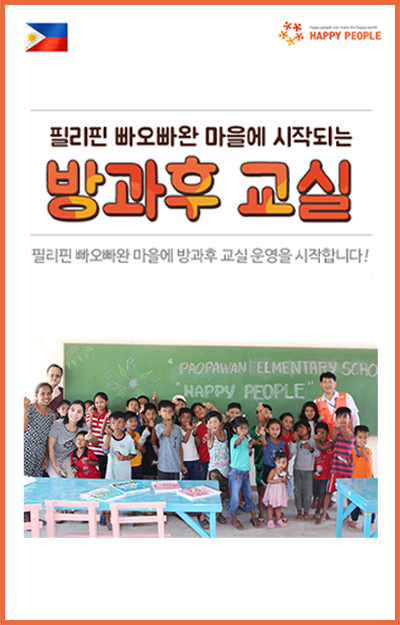 happy people can make the happy world
HAPPY PEOPLE
필리핀 빠오빠완 마을에 시작되는
방과후 교실
필리핀 빠오빠완 마을에 방과후 교실 운영을 시작합니다!
"PAOPAWAN ELMENTARY SCHO
"HAPPY PEOPLE"